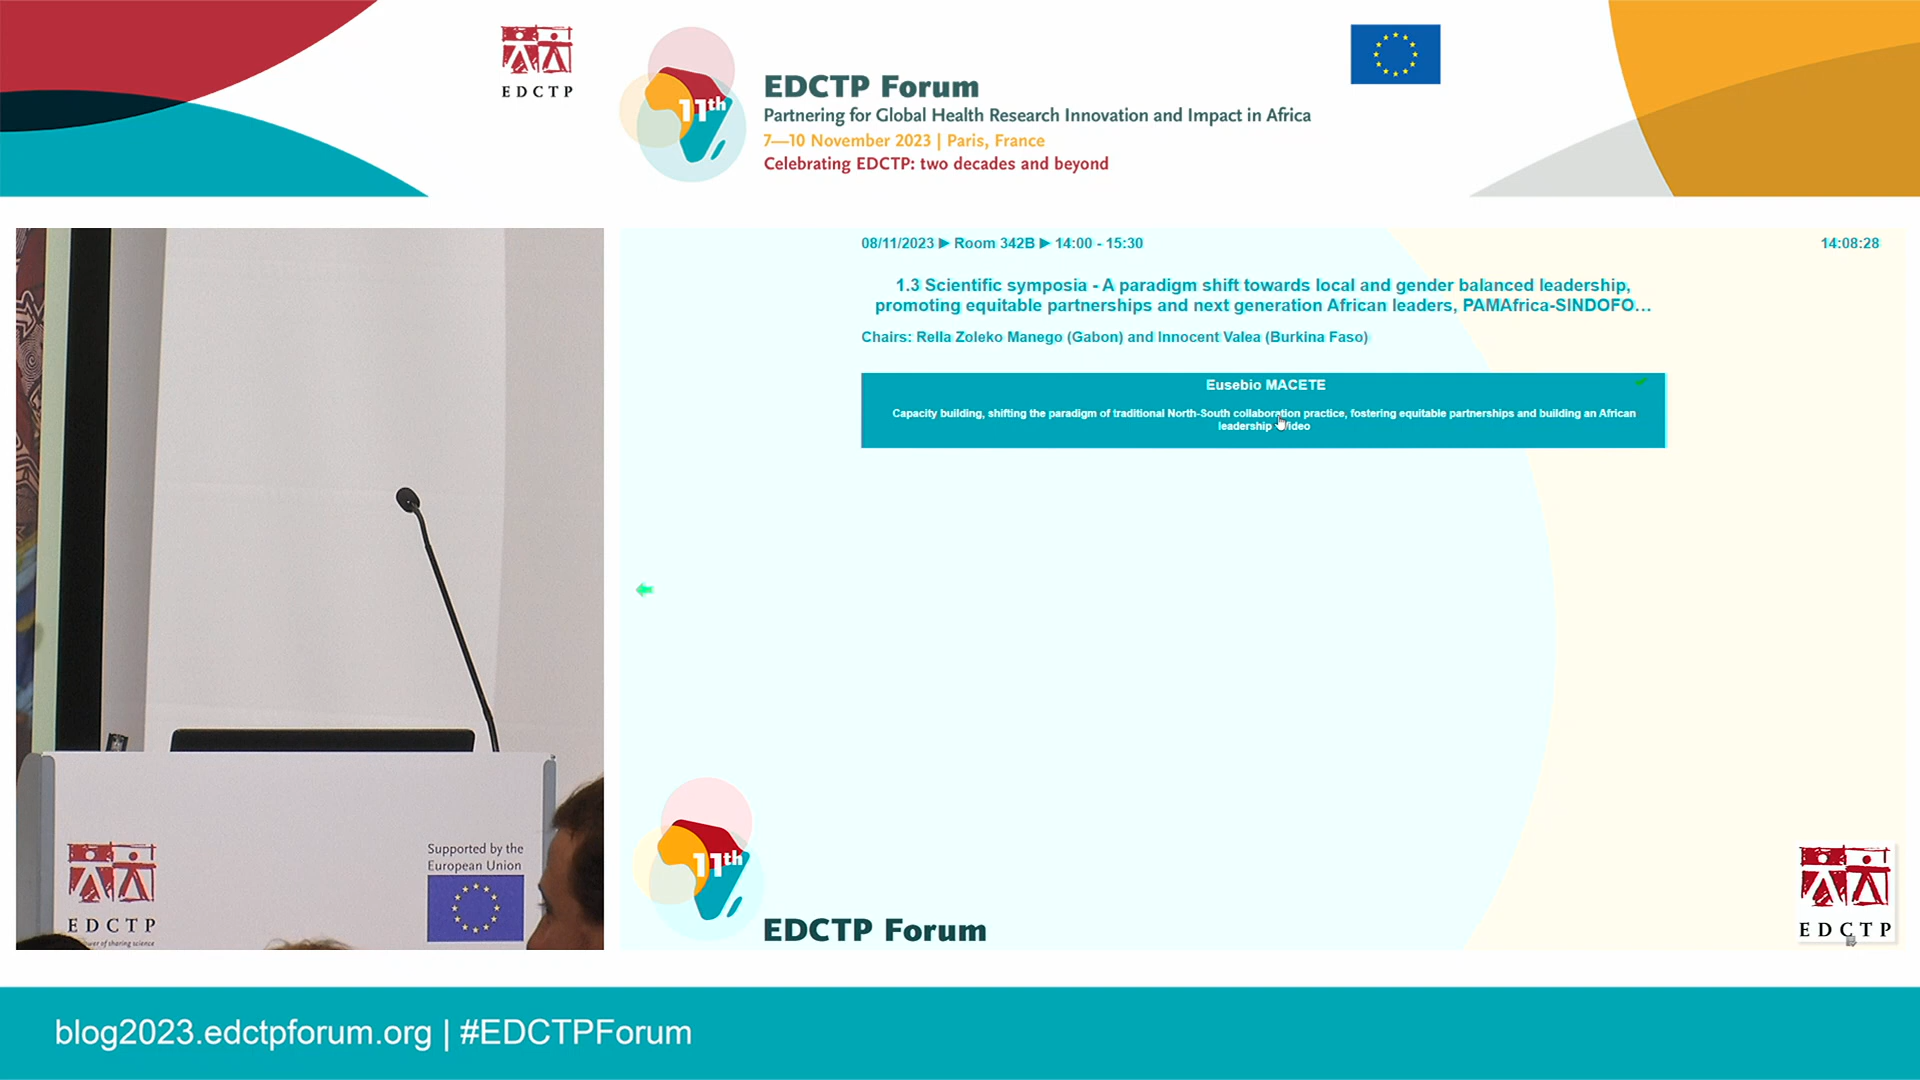 EDCTP
11th
EDCTP Forum
Partnering for Global Health Research Innovation and Impact in Africa
7—10 November 2023 | Paris, France
Celebrating EDCTP: two decades and beyond
08/11/2023 ▶ Room 342B ▶ 14:00 - 15:30
14:08:28
1.3 Scientific symposia - A paradigm shift towards local and gender balanced leadership,
promoting equitable partnerships and next generation African leaders, PAMAfrica-SINDOFO...
Chairs: Rella Zoleko Manego (Gabon) and Innocent Valea (Burkina Faso)
Eusebio MACETE
Capacity building, shifting the paradigm of traditional North-South collaboration practice, fostering equitable partnerships and building an African
leadership Video
Supported by the
European Union
EDCTP
of sharing science
11th
EDCTP Forum
EDCTP
blog2023.edctpforum.org | #EDCTPForum